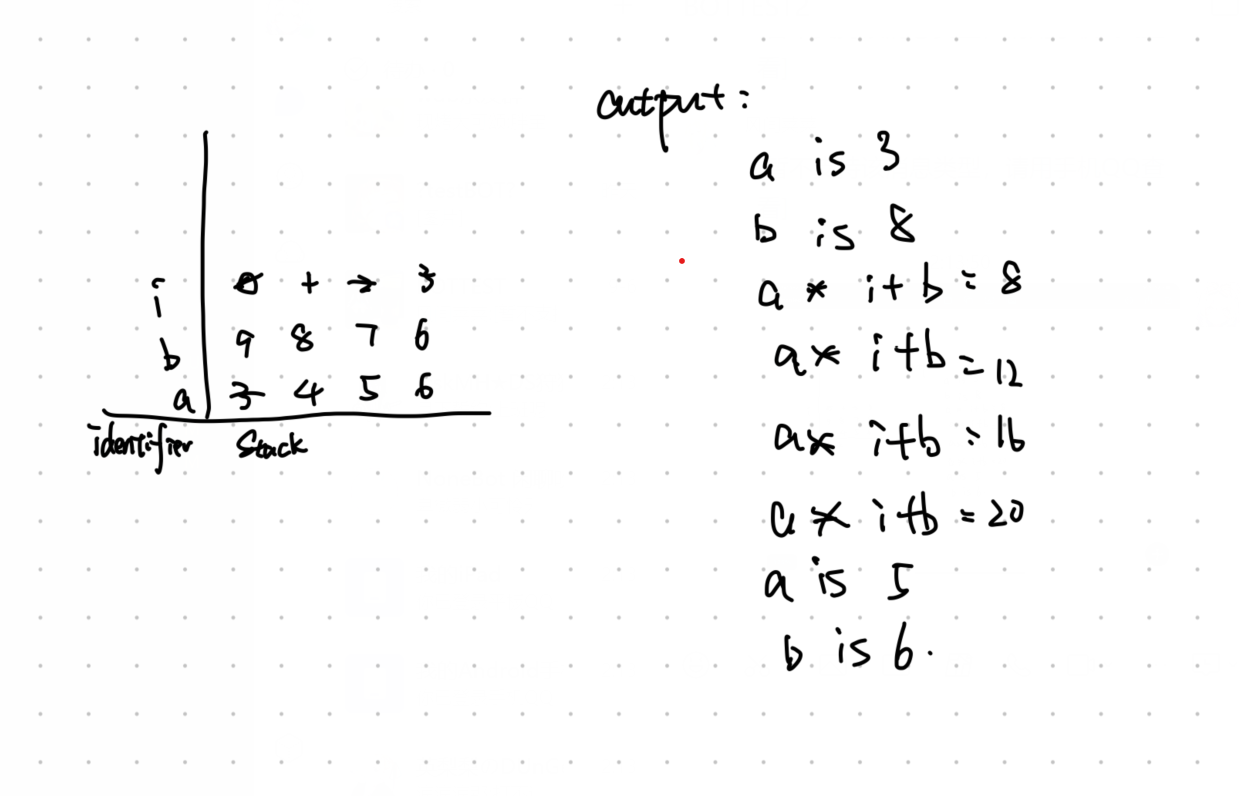 output:
a is 3
b is 8
a * i + b = 8
a * i + b = 12
a * i + b = 16
a * i + b = 20
a is 5
b is 6.
i 0 1 2 3
b 9 8 7 6
a 3 4 5 6
identifier Stack